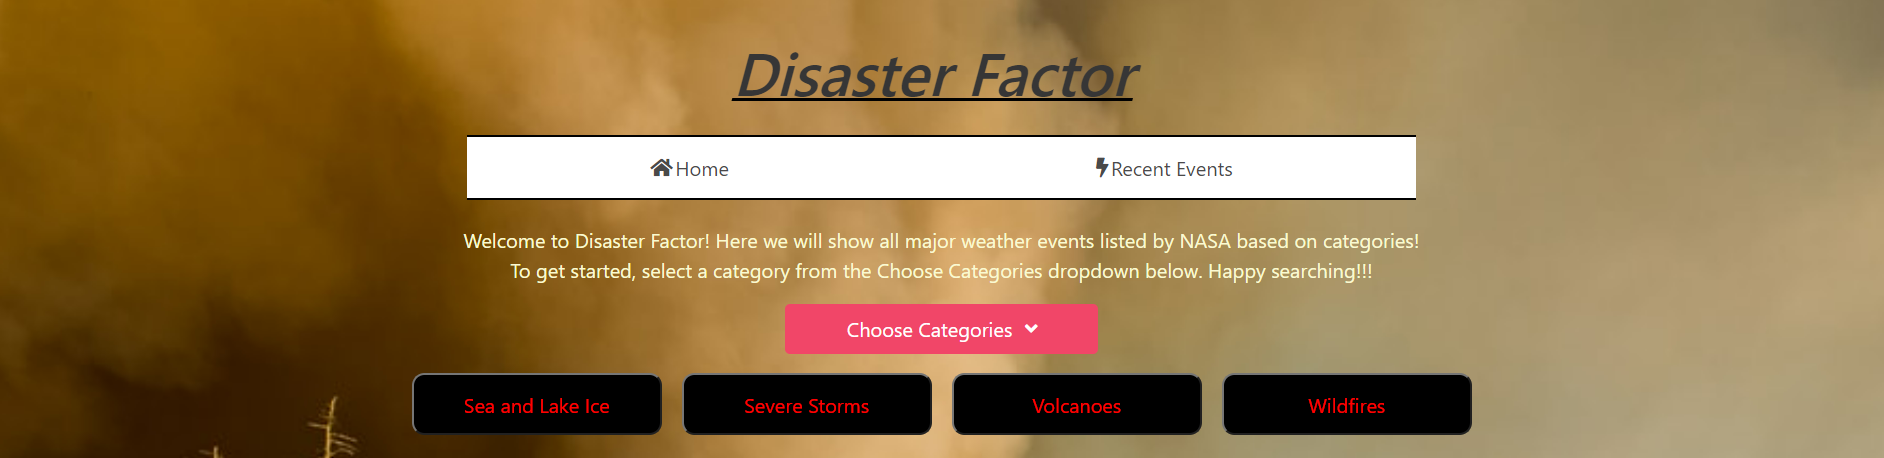 Disaster Factor
Home Recent Events
Welcome to Disaster Factor! Here we will show all major weather events listed by NASA based on categories!
To get started, select a category from the Choose Categories dropdown below. Happy searching!!!
Choose Categories
Sea and Lake Ice Severe Storms Volcanoes Wildfires